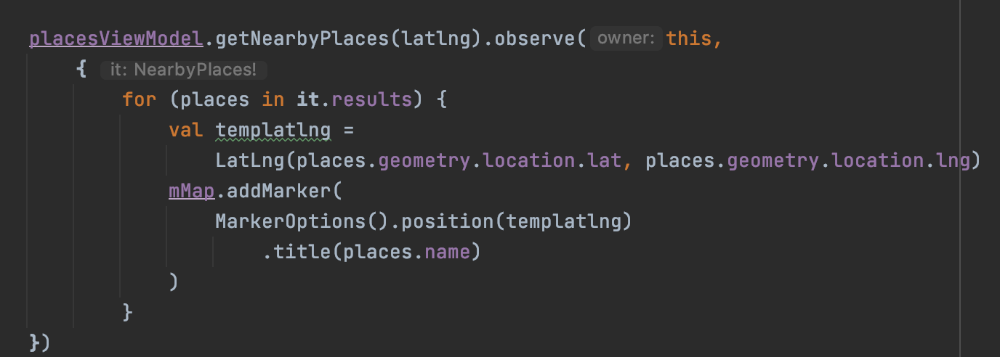 placesViewModel.getNearbyPlaces(latlng).observe( owner: this,
{ it: NearbyPlaces!
for (places in it.results) {
val templatlng =
LatLng(places.geometry.location.lat, places.geometry.location.lng)
mMap.addMarker(
MarkerOptions().position(templatlng)
.title(places.name)
)
}
})